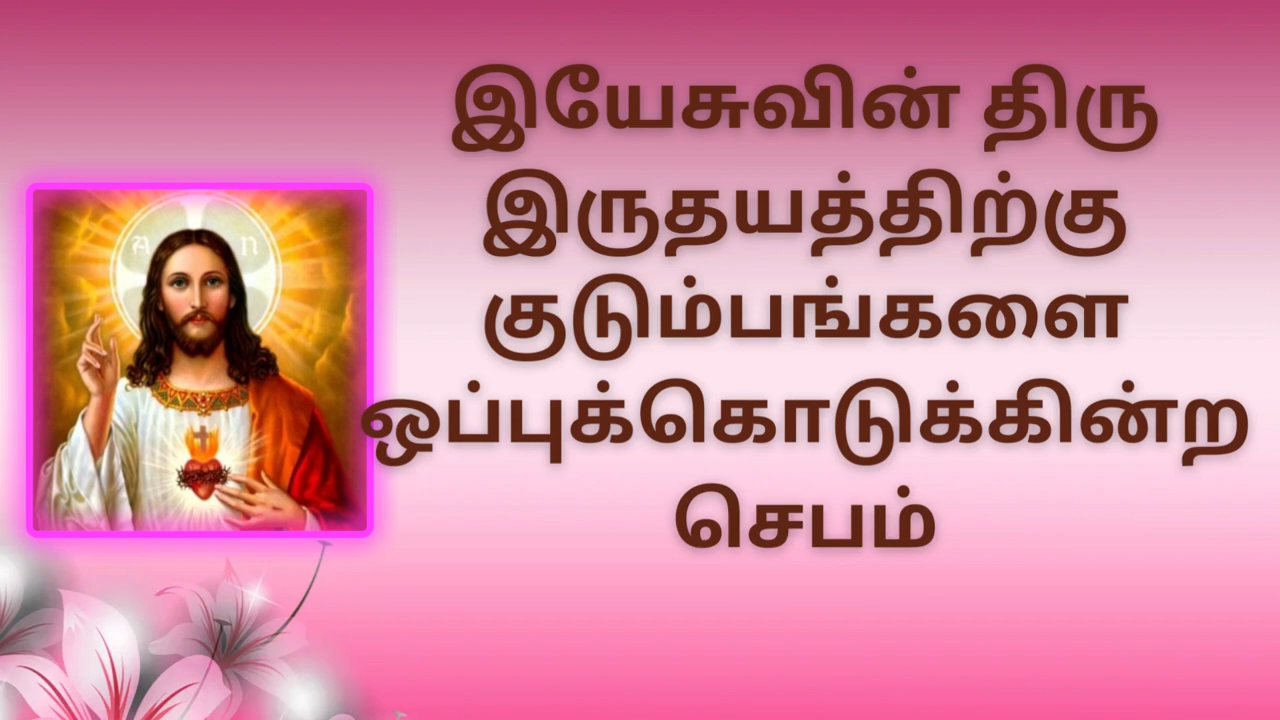 இயேசுவின் திரு
இருதயத்திற்கு
குடும்பங்களை
ஒப்புக்கொடுக்கின்ற
செபம்